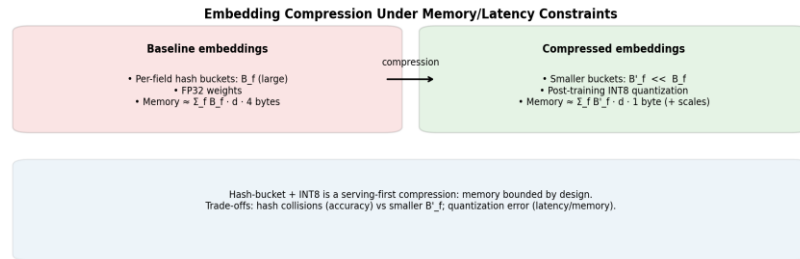 Embedding Compression Under Memory/Latency Constraints
Baseline embeddings
• Per-field hash buckets: B_f (large)
• FP32 weights
• Memory ≈ Σ_f B_f · d · 4 bytes
compression
Compressed embeddings
• Smaller buckets: B'_f << B_f
• Post-training INT8 quantization
• Memory ≈ Σ_f B'_f · d · 1 byte (+ scales)
Hash-bucket + INT8 is a serving-first compression: memory bounded by design.
Trade-offs: hash collisions (accuracy) vs smaller B'_f; quantization error (latency/memory).